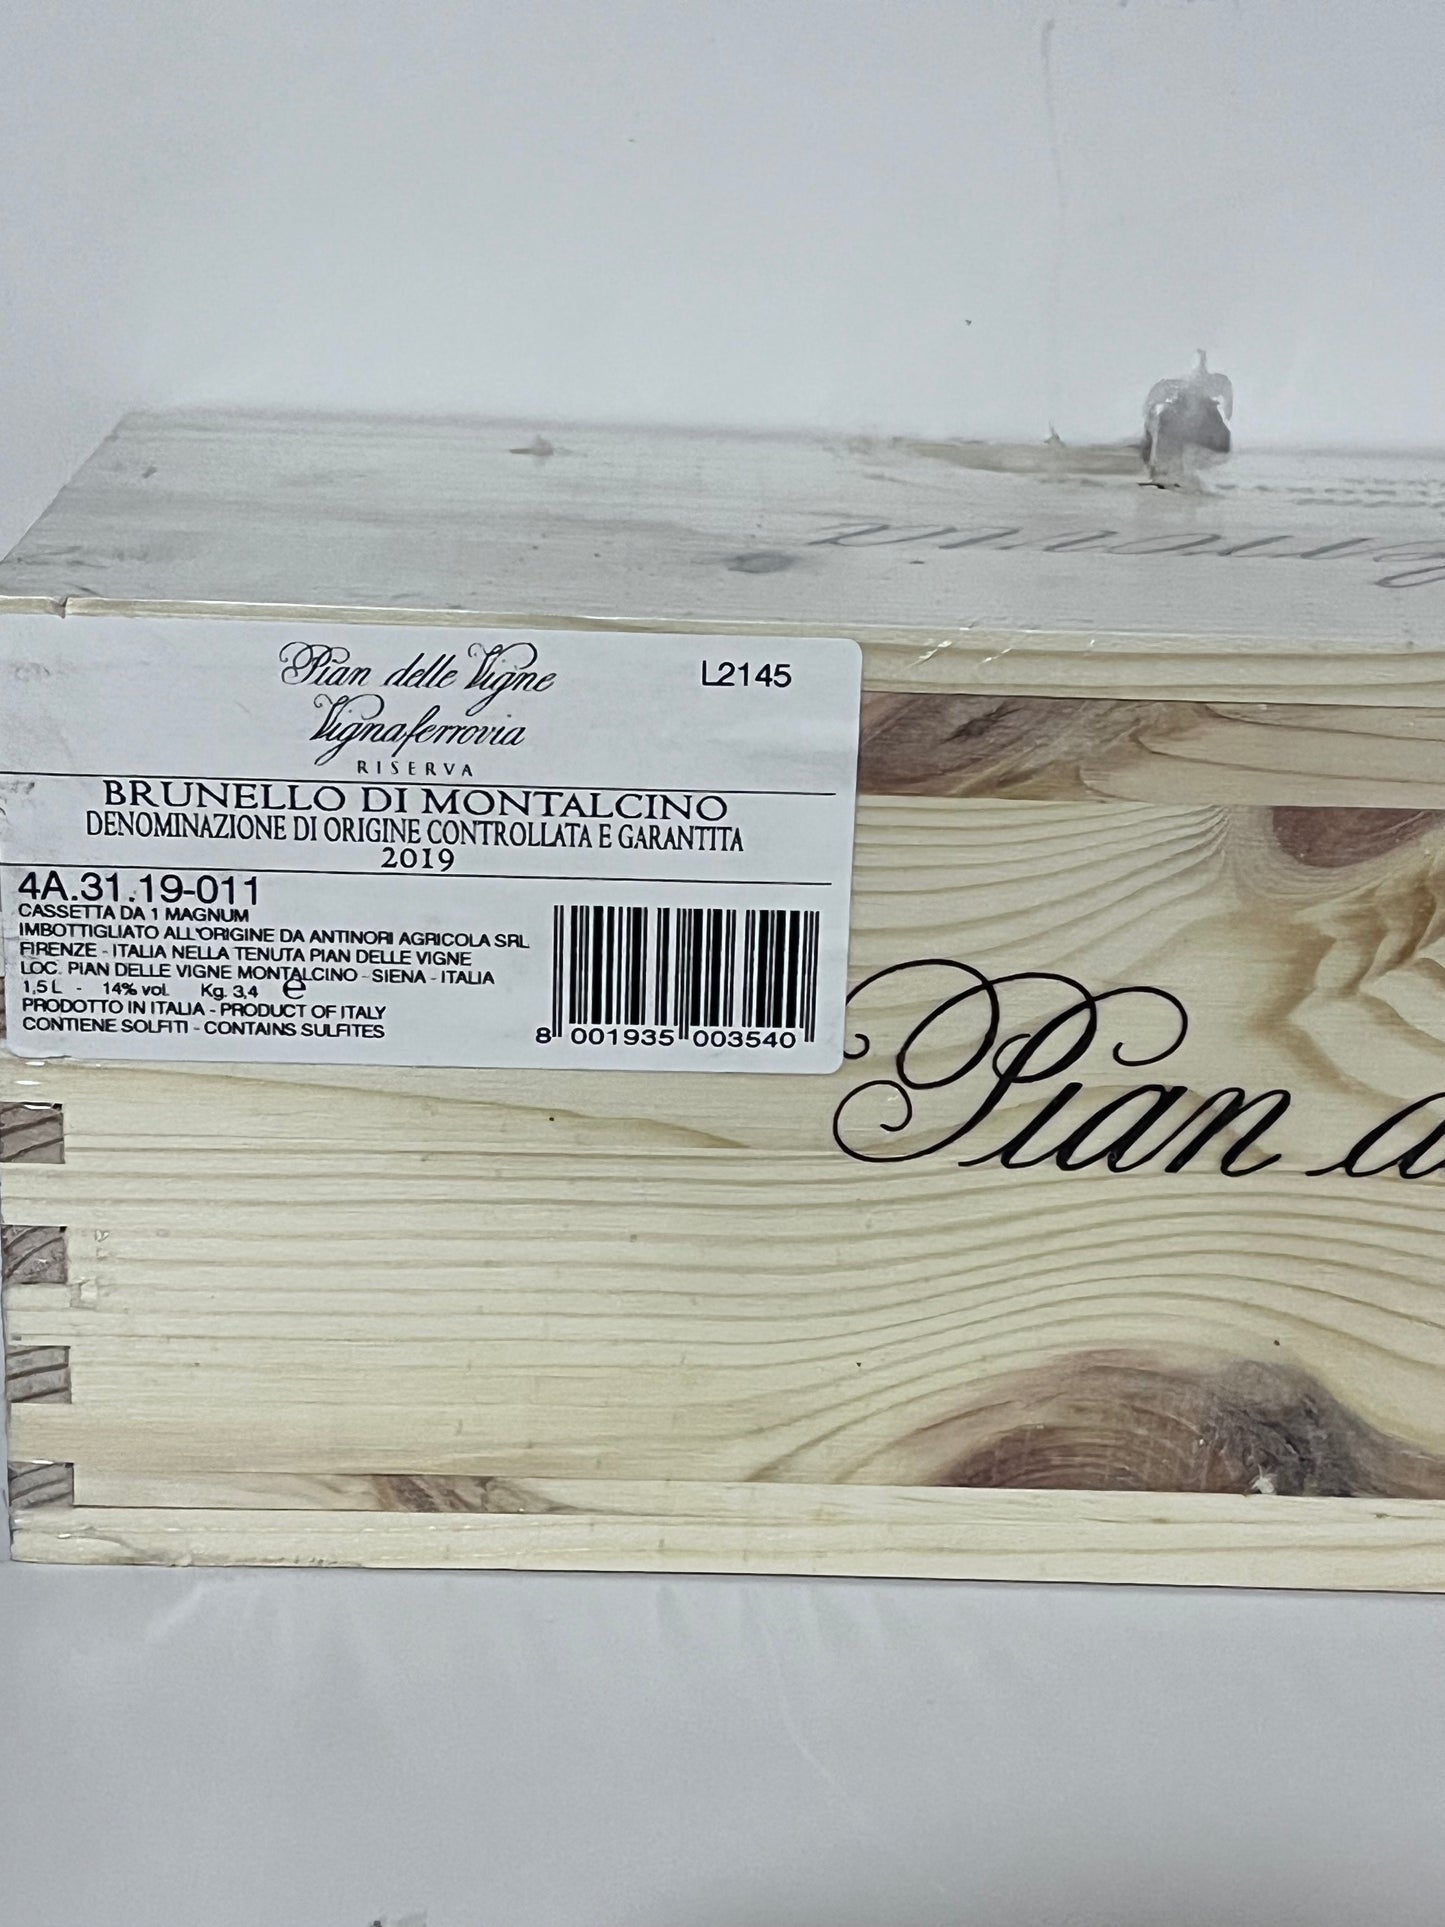 Pian delle Vigne
L2145
Vignaferrovia
RISERVA
BRUNELLO DI MONTALCINO
DENOMINAZIONE DI ORIGINE CONTROLLATA E GARANTITA
2019
4A.31.19-011
CASSETTA DA 1 MAGNUM
IMBOTTIGLIATO ALL'ORIGINE DA ANTINORI AGRICOLA SRL
FIRENZE - ITALIA NELLA TENUTA PIAN DELLE VIGNE
LOC. PIAN DELLE VIGNE MONTALCINO - SIENA - ITALIA
1,5 L - 14% vol. Kg. 3,4 e
PRODOTTO IN ITALIA - PRODUCT OF ITALY
CONTIENE SOLFITI - CONTAINS SULFITES
8 001935 003540
Pian d